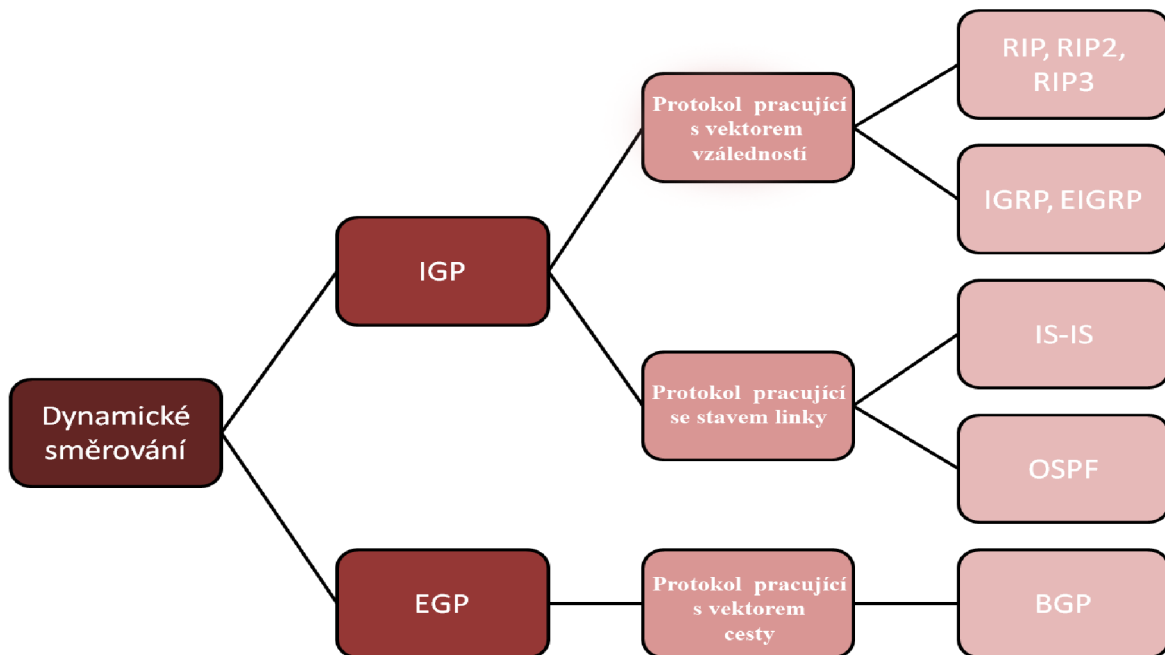 Dynamické
směrování
IGP
EGP
Protokol pracující
s vektorem
vzáledností
Protokol pracující
se stavem linky
Protokol pracující
s vektorem
cesty
RIP, RIP2,
RIP3
IGRP, EIGRP
IS-IS
OSPF
BGP